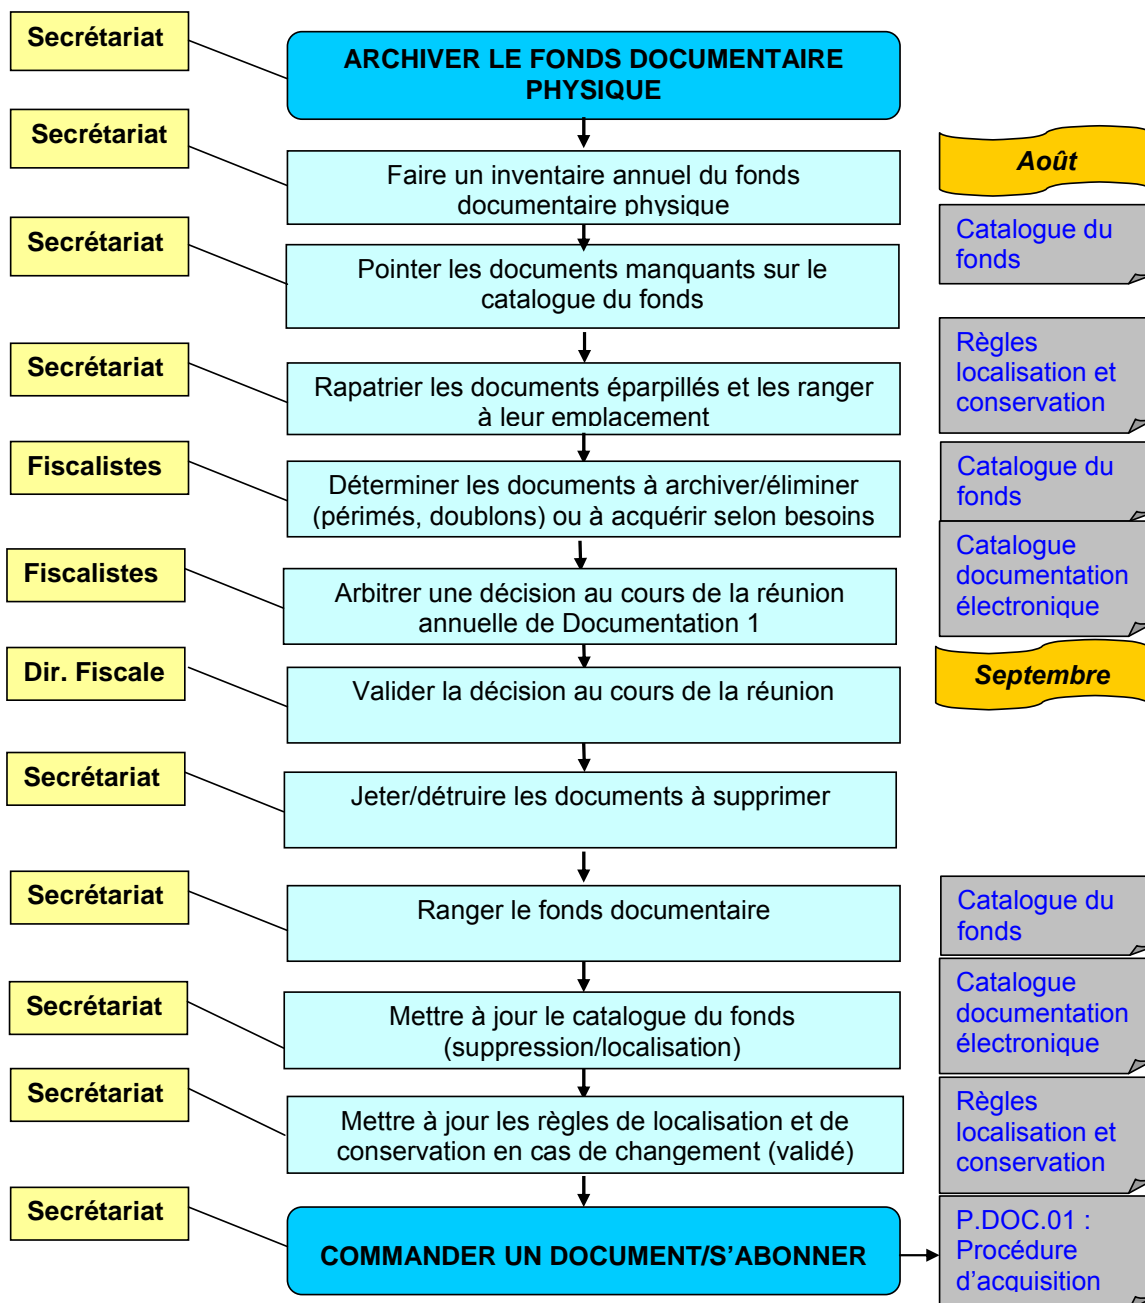 Secrétariat
ARCHIVER LE FONDS DOCUMENTAIRE
PHYSIQUE
Secrétariat
Faire un inventaire annuel du fonds
documentaire physique
Août
Secrétariat
Pointer les documents manquants sur le
catalogue du fonds
Catalogue du
fonds
Secrétariat
Rapatrier les documents éparpillés et les ranger
à leur emplacement
Règles
localisation et
conservation
Fiscalistes
Déterminer les documents à archiver/éliminer
(périmés, doublons) ou à acquérir selon besoins
Catalogue du
fonds
Fiscalistes
Arbitrer une décision au cours de la réunion
annuelle de Documentation 1
Catalogue
documentation
électronique
Dir. Fiscale
Valider la décision au cours de la réunion
Septembre
Secrétariat
Jeter/détruire les documents à supprimer
Secrétariat
Ranger le fonds documentaire
Catalogue du
fonds
Secrétariat
Mettre à jour le catalogue du fonds
(suppression/localisation)
Catalogue
documentation
électronique
Secrétariat
Mettre à jour les règles de localisation et de
conservation en cas de changement (validé)
Règles
localisation et
conservation
Secrétariat
COMMANDER UN DOCUMENT/S’ABONNER
P.DOC.01 :
Procédure
d’acquisition